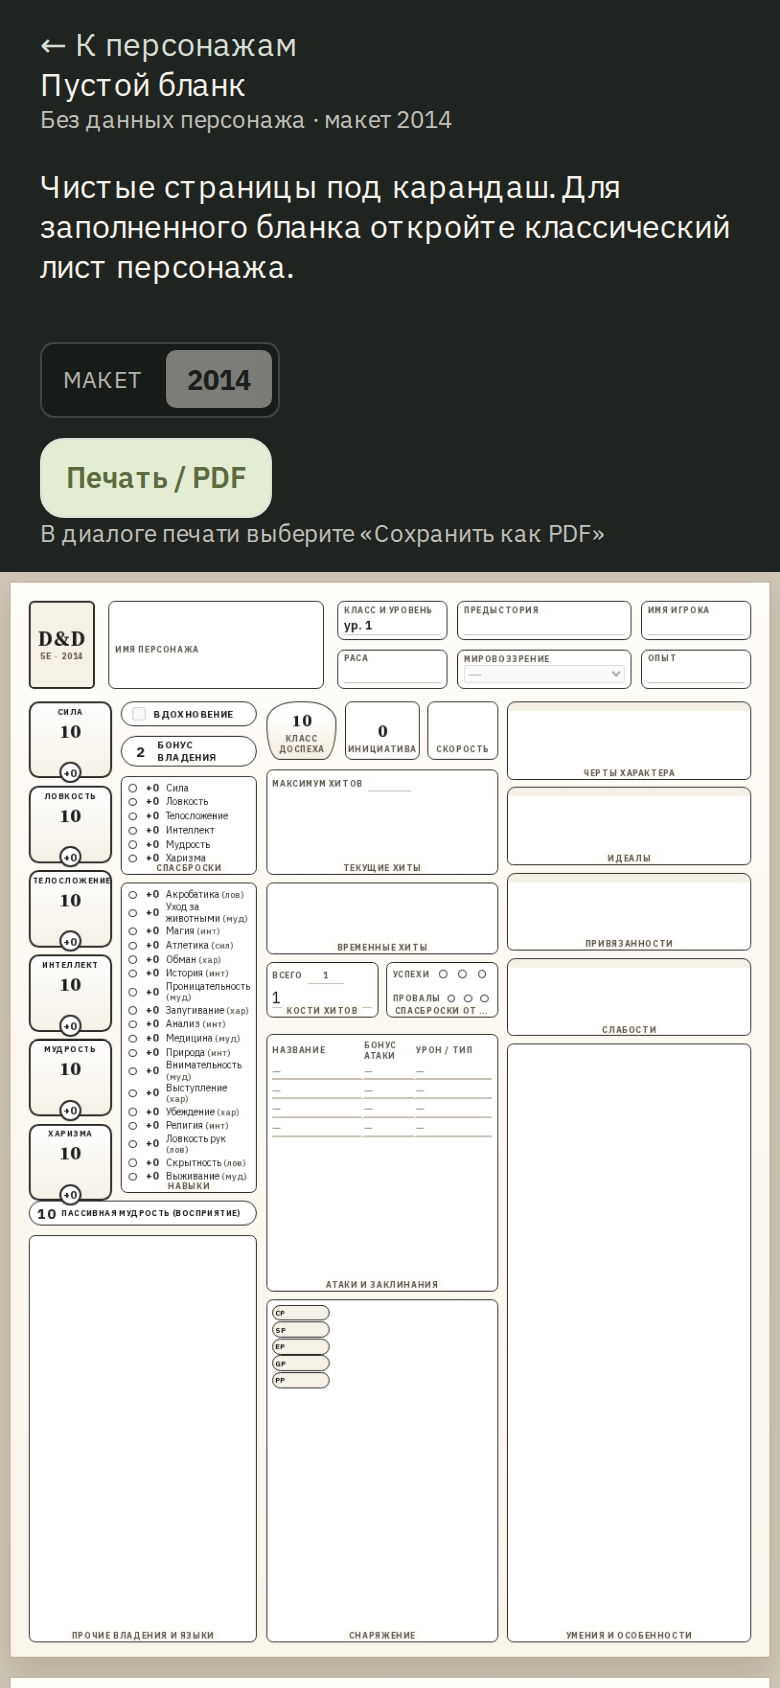 ← К персонажам
Пустой бланк
Без данных персонажа · макет 2014
Чистые страницы под карандаш. Для
заполненного бланка откройте классический
лист персонажа.
МАКЕТ 2014
Печать / PDF
В диалоге печати выберите «Сохранить как PDF»
D&D
5E · 2014
ИМЯ ПЕРСОНАЖА
КЛАСС И УРОВЕНЬ
ур. 1
ПРЕДЫСТОРИЯ
ИМЯ ИГРОКА
РАСА
МИРОВОЗЗРЕНИЕ
—
ОПЫТ
СИЛА
10
+0
ЛОВКОСТЬ
10
+0
ТЕЛОСЛОЖЕНИЕ
10
+0
ИНТЕЛЛЕКТ
10
+0
МУДРОСТЬ
10
+0
ХАРИЗМА
10
+0
ВДОХНОВЕНИЕ
2 БОНУС
ВЛАДЕНИЯ
+0 Сила
+0 Ловкость
+0 Телосложение
+0 Интеллект
+0 Мудрость
+0 Харизма
СПАСБРОСКИ
+0 Акробатика (лов)
+0 Уход за
животными (муд)
+0 Магия (инт)
+0 Атлетика (сил)
+0 Обман (хар)
+0 История (инт)
+0 Проницательность
(муд)
+0 Запугивание (хар)
+0 Анализ (инт)
+0 Медицина (муд)
+0 Природа (инт)
+0 Внимательность
(муд)
+0 Выступление
(хар)
+0 Убеждение (хар)
+0 Религия (инт)
+0 Ловкость рук
(лов)
+0 Скрытность (лов)
+0 Выживание (муд)
НАВЫКИ
10 ПАССИВНАЯ МУДРОСТЬ (ВОСПРИЯТИЕ)
ПРОЧИЕ ВЛАДЕНИЯ И ЯЗЫКИ
10
КЛАСС
ДОСПЕХА
0
ИНИЦИАТИВА
СКОРОСТЬ
МАКСИМУМ ХИТОВ
ТЕКУЩИЕ ХИТЫ
ВРЕМЕННЫЕ ХИТЫ
ВСЕГО 1
1
КОСТИ ХИТОВ
УСПЕХИ
ПРОВАЛЫ
СПАСБРОСКИ ОТ ...
НАЗВАНИЕ БОНУС АТАКИ УРОН / ТИП
— — —
— — —
— — —
— — —
АТАКИ И ЗАКЛИНАНИЯ
CP
SP
EP
GP
PP
СНАРЯЖЕНИЕ
ЧЕРТЫ ХАРАКТЕРА
ИДЕАЛЫ
ПРИВЯЗАННОСТИ
СЛАБОСТИ
УМЕНИЯ И ОСОБЕННОСТИ